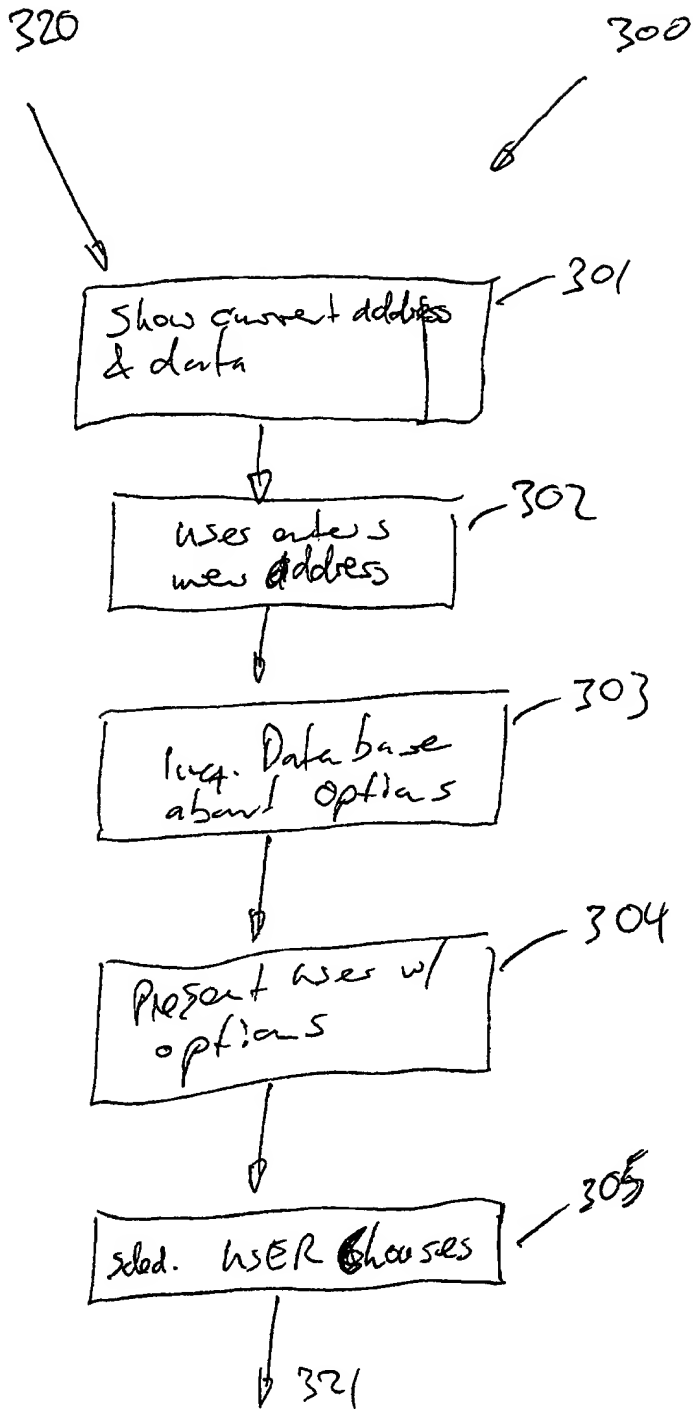 320
300
301
Show current address
& data
302
user enters
new address
303
Inq. Database
about options
304
Present user w/
options
305
USER Chooses
321